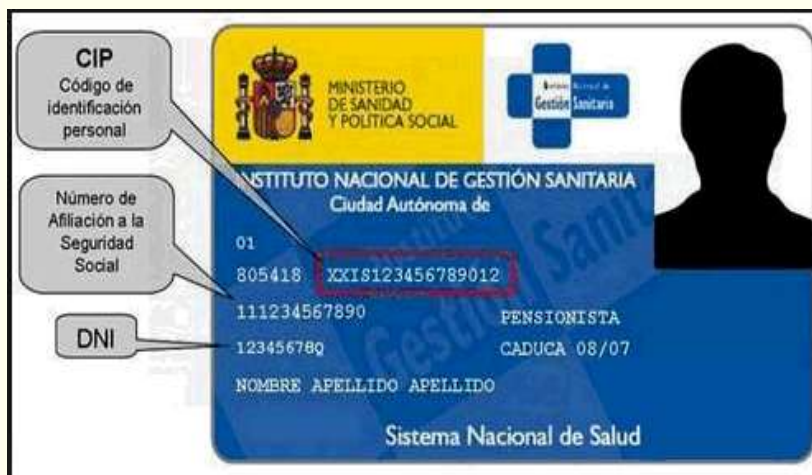 CIP
Código de
identificación
personal
Número de
Afiliación a la
Seguridad
Social
DNI
MINISTERIO
DE SANIDAD
Y POLITICA SOCIAL
Gestión Sanitaria
INSTITUTO NACIONAL DE GESTIÓN SANITARIA
Ciudad Autónoma de
01
805418 XXIS123456789012
111234567890
PENSIONISTA
12345678Q
CADUCA 08/07
NOMBRE APELLIDO APELLIDO
Sistema Nacional de Salud